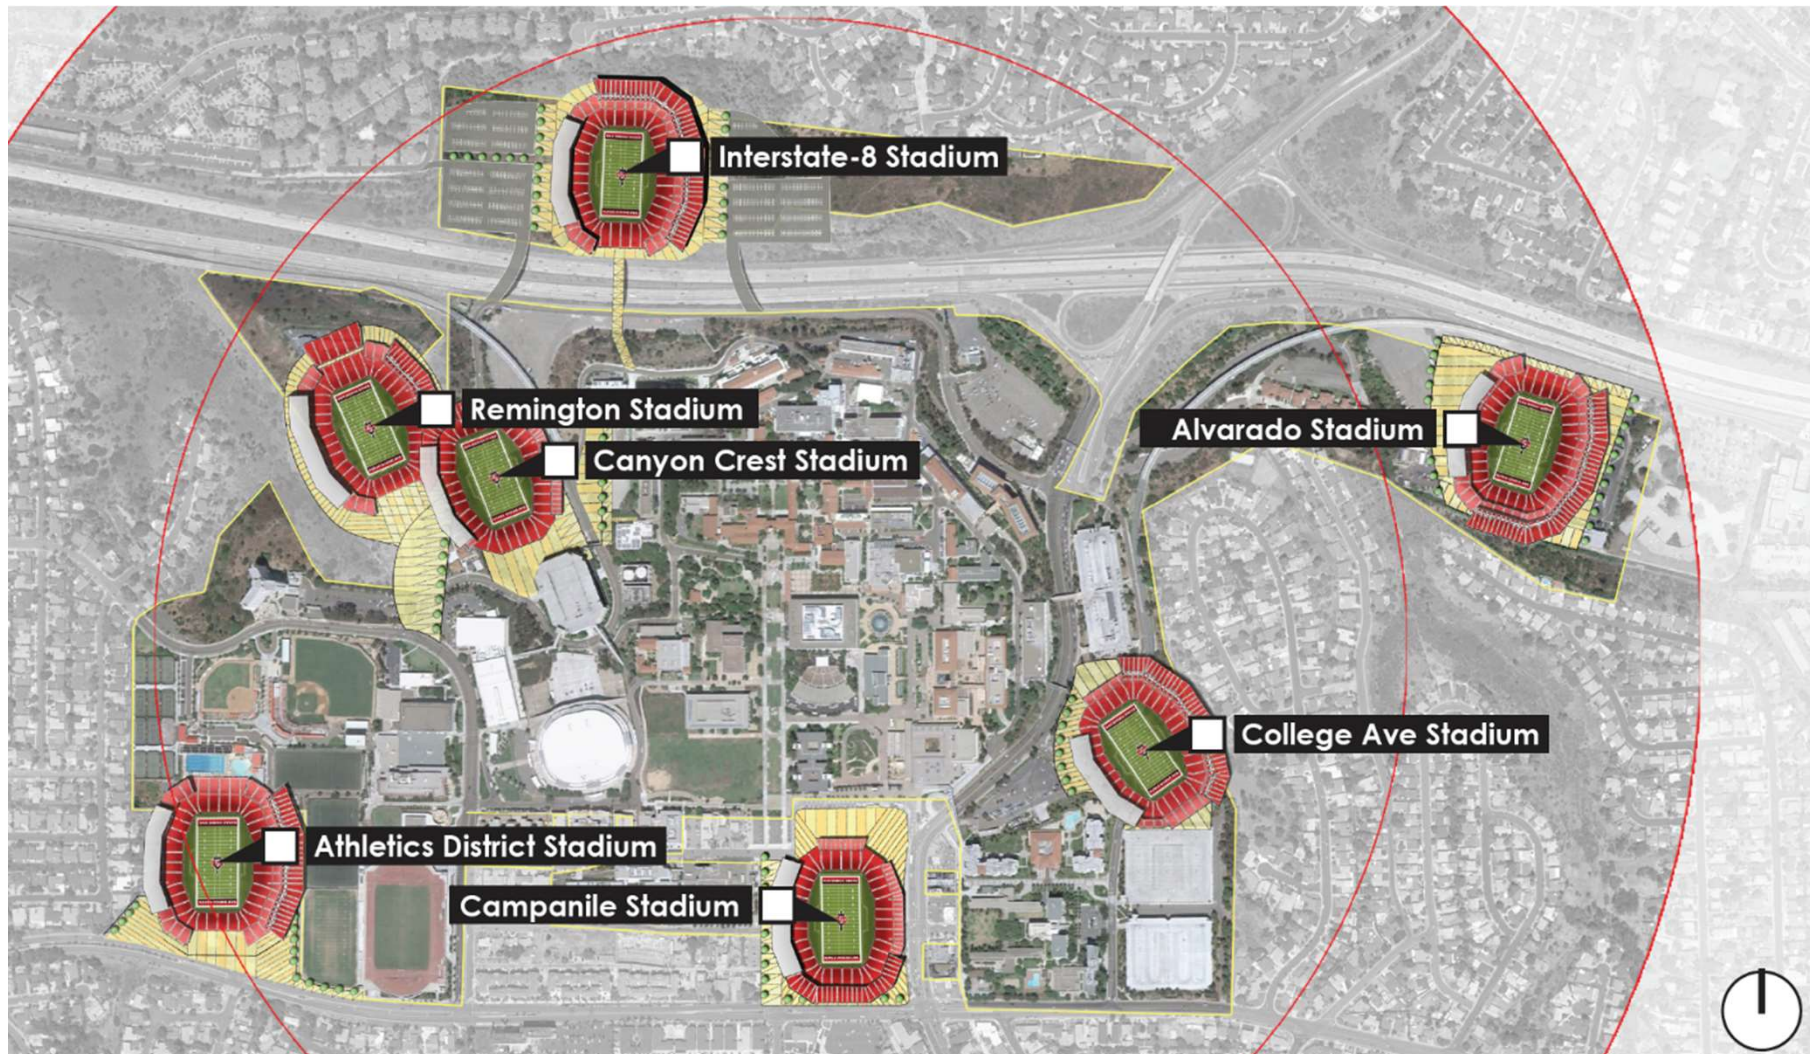 Interstate-8 Stadium
Remington Stadium
Alvarado Stadium
Canyon Crest Stadium
College Ave Stadium
Athletics District Stadium
Campanile Stadium